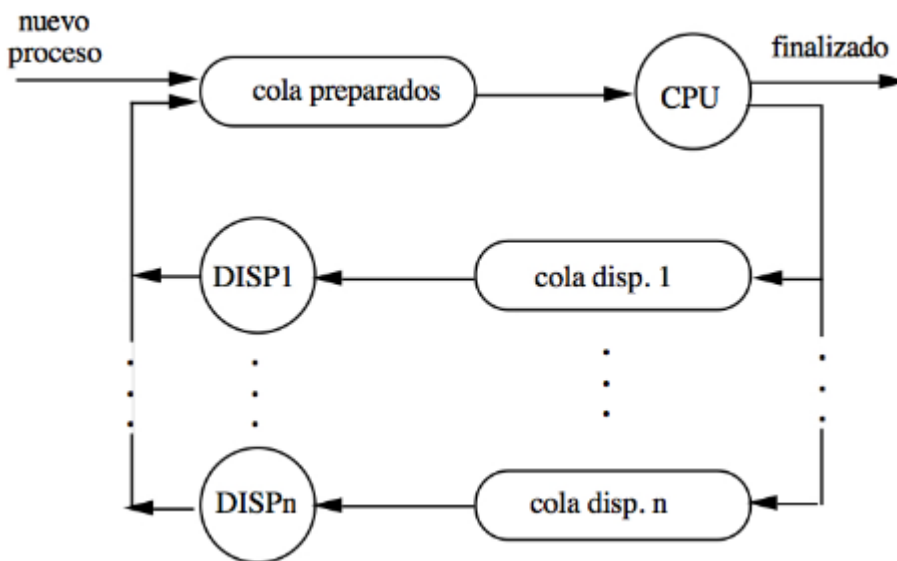 nuevo
proceso
finalizado
cola preparados
CPU
DISP1
cola disp. 1
DISPn
cola disp. n